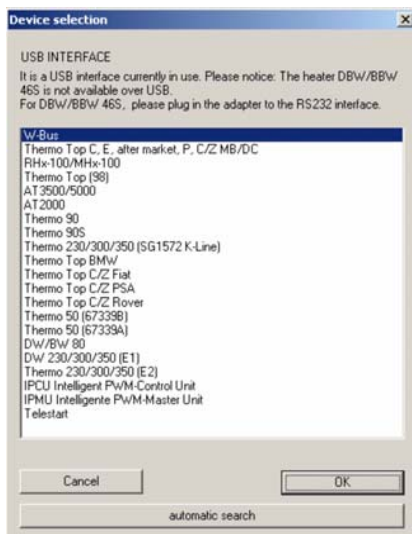 Device selection
USB INTERFACE
It is a USB interface currently in use. Please notice: The heater DBW/BBW
46S is not available over USB.
For DBW/BBW 46S, please plug in the adapter to the RS232 interface.
W-Bus
Thermo Top C, E, after market, P, C/Z MB/DC
RHx-100/MHx-100
Thermo Top (98)
AT3500/5000
AT2000
Thermo 90
Thermo 90S
Thermo 230/300/350 (SG1572 K-Line)
Thermo Top BMW
Thermo Top C/Z Fiat
Thermo Top C/Z PSA
Thermo Top C/Z Rover
Thermo 50 (67339B)
Thermo 50 (67339A)
DW/BW 80
DW 230/300/350 (E1)
Thermo 230/300/350 (E2)
IPCU Intelligent PWM-Control Unit
IPMU Intelligente PWM-Master Unit
Telestart
Cancel
OK
automatic search